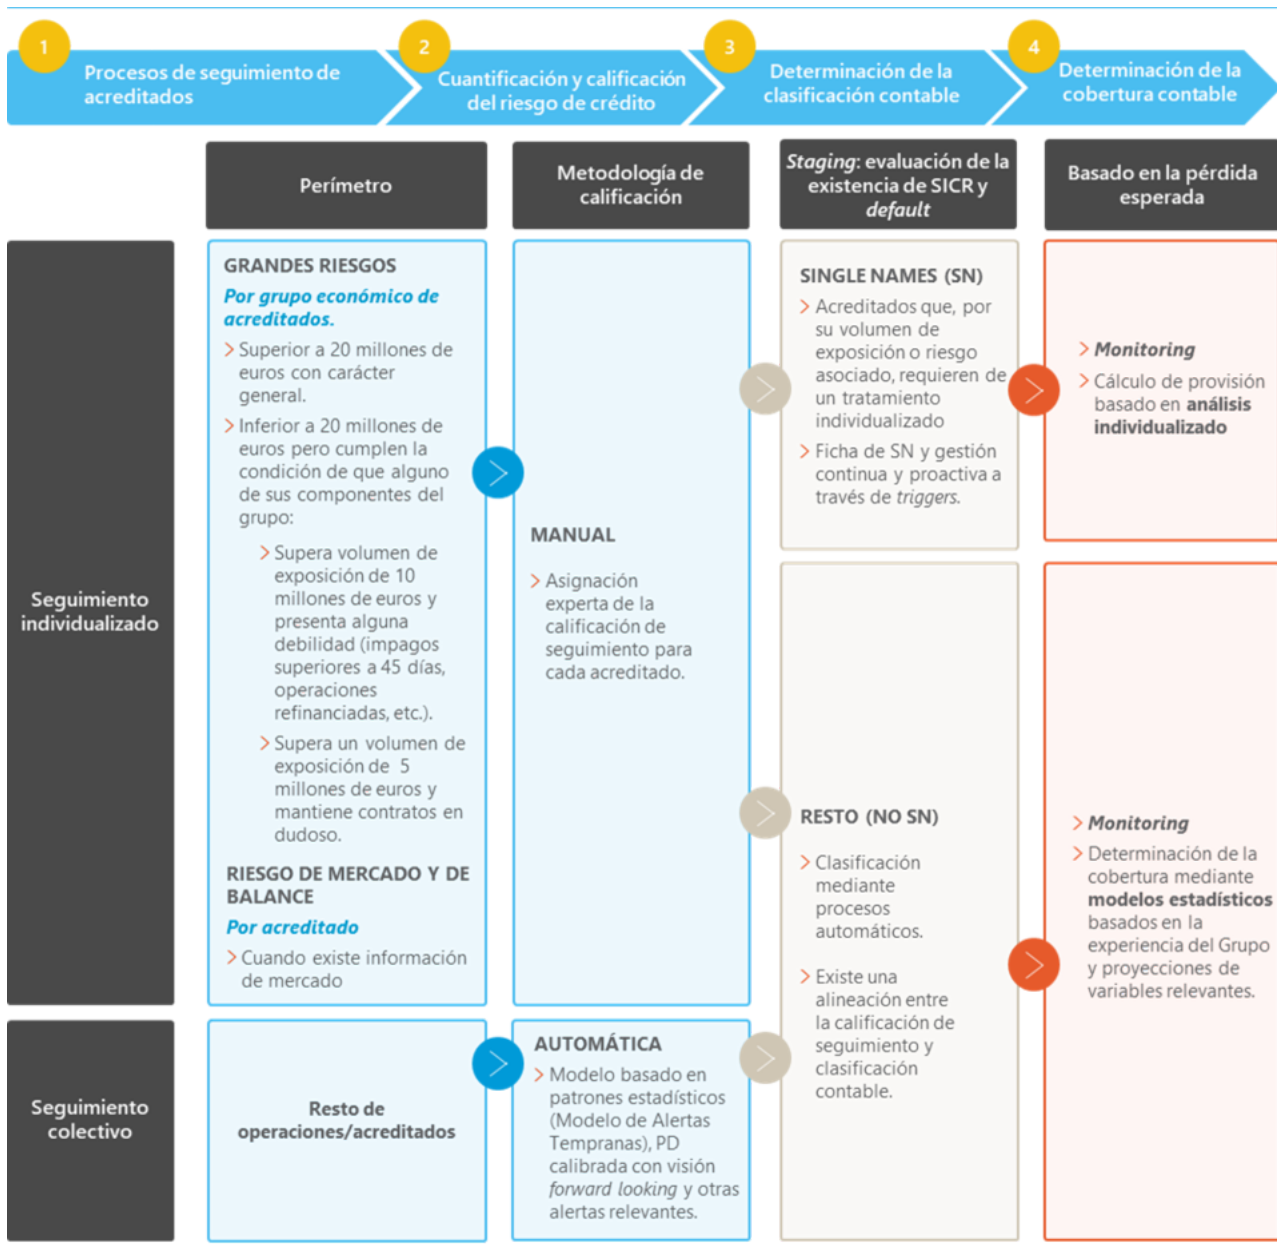 1
Procesos de seguimiento de
acreditados
2
Cuantificación y calificación
del riesgo de crédito
3
Determinación de la
clasificación contable
4
Determinación de la
cobertura contable
Perímetro
Metodología de
calificación
Staging: evaluación de la
existencia de SICR y
default
Basado en la pérdida
esperada
Seguimiento
individualizado
GRANDES RIESGOS
Por grupo económico de
acreditados.
> Superior a 20 millones de
euros con carácter
general.
> Inferior a 20 millones de
euros pero cumplen la
condición de que alguno
de sus componentes del
grupo:
> Supera volumen de
exposición de 10
millones de euros y
presenta alguna
debilidad (impagos
superiores a 45 días,
operaciones
refinanciadas, etc.).
> Supera un volumen de
exposición de 5
millones de euros y
mantiene contratos en
dudoso.
RIESGO DE MERCADO Y DE
BALANCE
Por acreditado
> Cuando existe información
de mercado
MANUAL
> Asignación
experta de la
calificación de
seguimiento para
cada acreditado.
SINGLE NAMES (SN)
> Acreditados que, por
su volumen de
exposición o riesgo
asociado, requieren de
un tratamiento
individualizado
> Ficha de SN y gestión
continua y proactiva a
través de triggers.
> Monitoring
> Cálculo de provisión
basado en análisis
individualizado
RESTO (NO SN)
> Clasificación
mediante
procesos
automáticos.
> Existe una
alineación entre
la calificación de
seguimiento y
clasificación
contable.
> Monitoring
> Determinación de la
cobertura mediante
modelos estadísticos
basados en la
experiencia del Grupo
y proyecciones de
variables relevantes.
Seguimiento
colectivo
Resto de
operaciones/acreditados
AUTOMÁTICA
> Modelo basado en
patrones estadísticos
(Modelo de Alertas
Tempranas), PD
calibrada con visión
forward looking y otras
alertas relevantes.